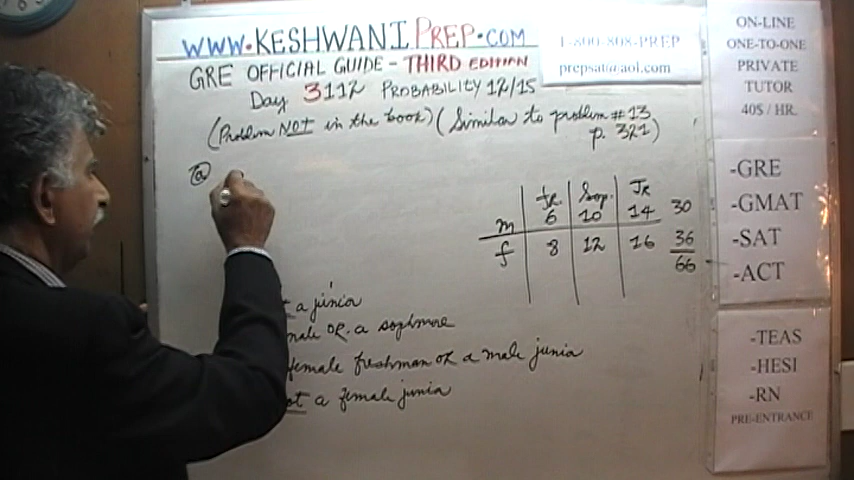 WWW.KESHWANIPREP.COM
GRE OFFICIAL GUIDE - THIRD EDITION
Day 3112 PROBABILITY 12/15
(Problem NOT in the book) (Similar to problem #13
p. 321)
1-800-808-PREP
prepsat@aol.com
a
Fr. Sop. Jr
m 6 10 14 30
f 8 12 16 36
66
a junior
male OR a sophmore
female freshman OR a male junior
not a female junior
ON-LINE
ONE-TO-ONE
PRIVATE
TUTOR
40$ / HR.
-GRE
-GMAT
-SAT
-ACT
-TEAS
-HESI
-RN
PRE-ENTRANCE